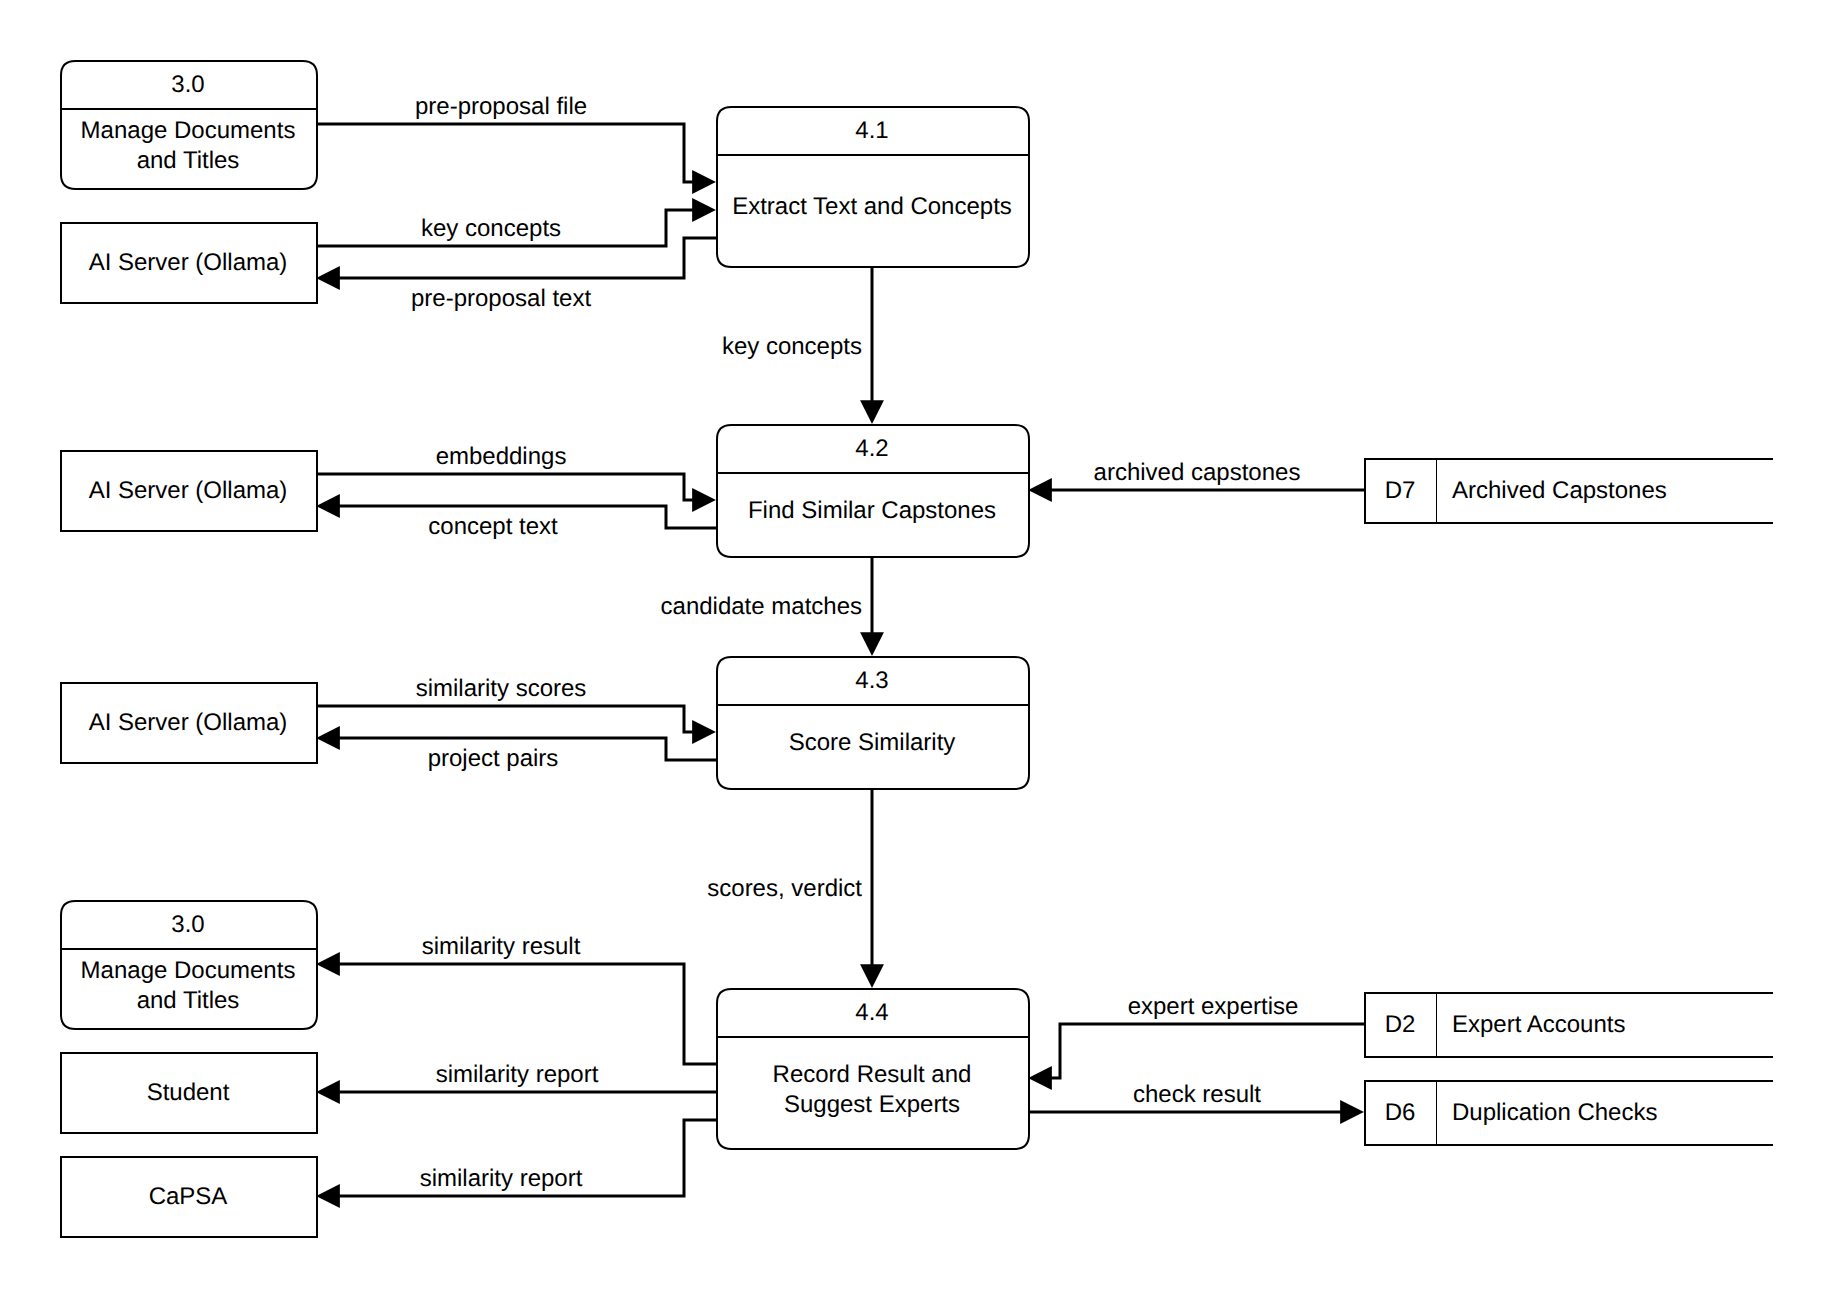 3.0
Manage Documents
and Titles
pre-proposal file
4.1
Extract Text and Concepts
AI Server (Ollama)
key concepts
pre-proposal text
key concepts
4.2
Find Similar Capstones
AI Server (Ollama)
embeddings
concept text
archived capstones
D7
Archived Capstones
candidate matches
4.3
Score Similarity
AI Server (Ollama)
similarity scores
project pairs
scores, verdict
3.0
Manage Documents
and Titles
similarity result
4.4
Record Result and
Suggest Experts
expert expertise
D2
Expert Accounts
Student
similarity report
check result
D6
Duplication Checks
CaPSA
similarity report